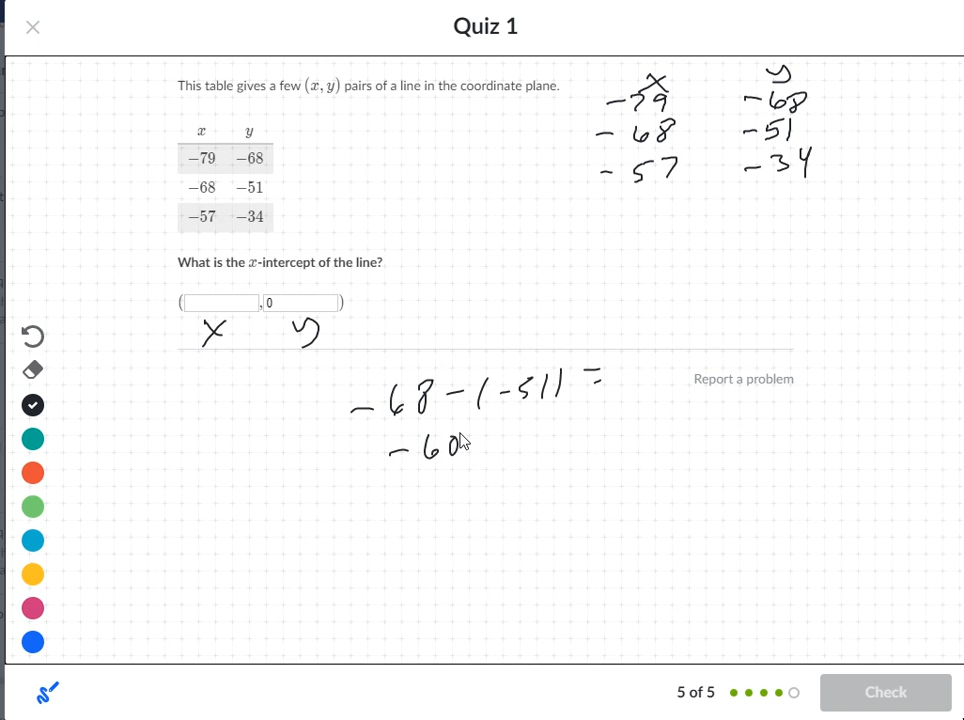 Quiz 1
This table gives a few (x, y) pairs of a line in the coordinate plane.
x y
−79 −68
−68 −51
−57 −34
x y
-79 -68
-68 -51
-57 -34
What is the x-intercept of the line?
( , 0 )
x y
Report a problem
-68-(-51) =
-60
5 of 5
Check